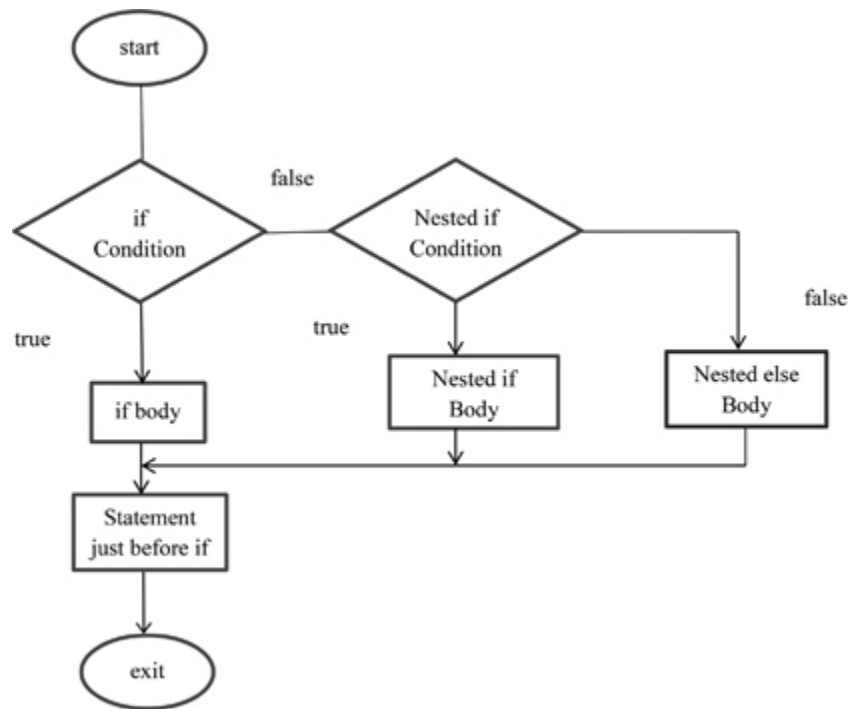 start
false
if
Condition
Nested if
Condition
false
true
true
Nested if
Body
Nested else
Body
if body
Statement
just before if
exit